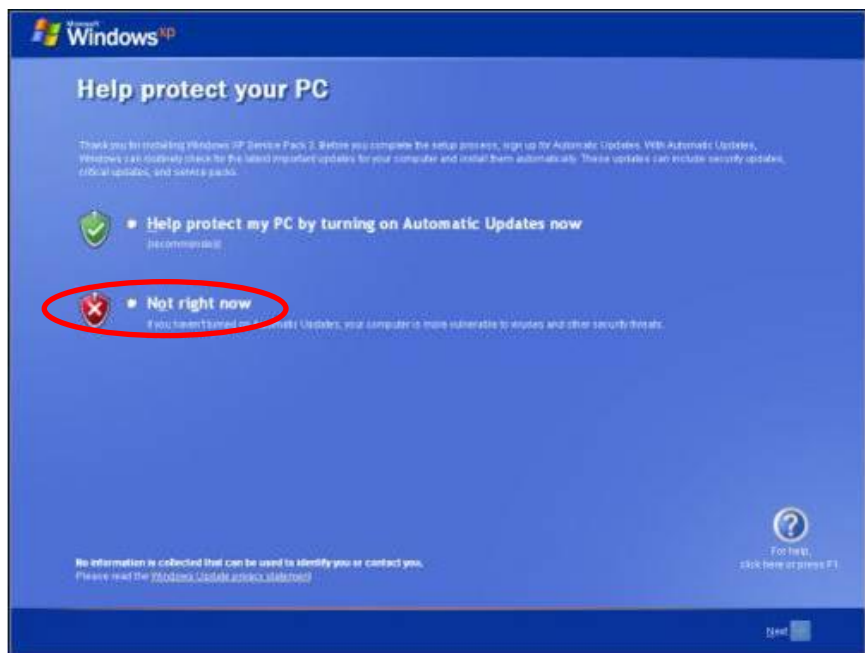 Microsoft
Windows xp
Help protect your PC
Thank you for installing Windows XP Service Pack 2. Before you complete the setup process, sign up for Automatic Updates. With Automatic Updates,
Windows can routinely check for the latest important updates for your computer and install them automatically. These updates can include security updates,
critical updates, and service packs.
Help protect my PC by turning on Automatic Updates now
(recommended)
Not right now
If you haven't turned on Automatic Updates, your computer is more vulnerable to viruses and other security threats.
For help,
click here or press F1
No information is collected that can be used to identify you or contact you.
Please read the Windows Update privacy statement
Next